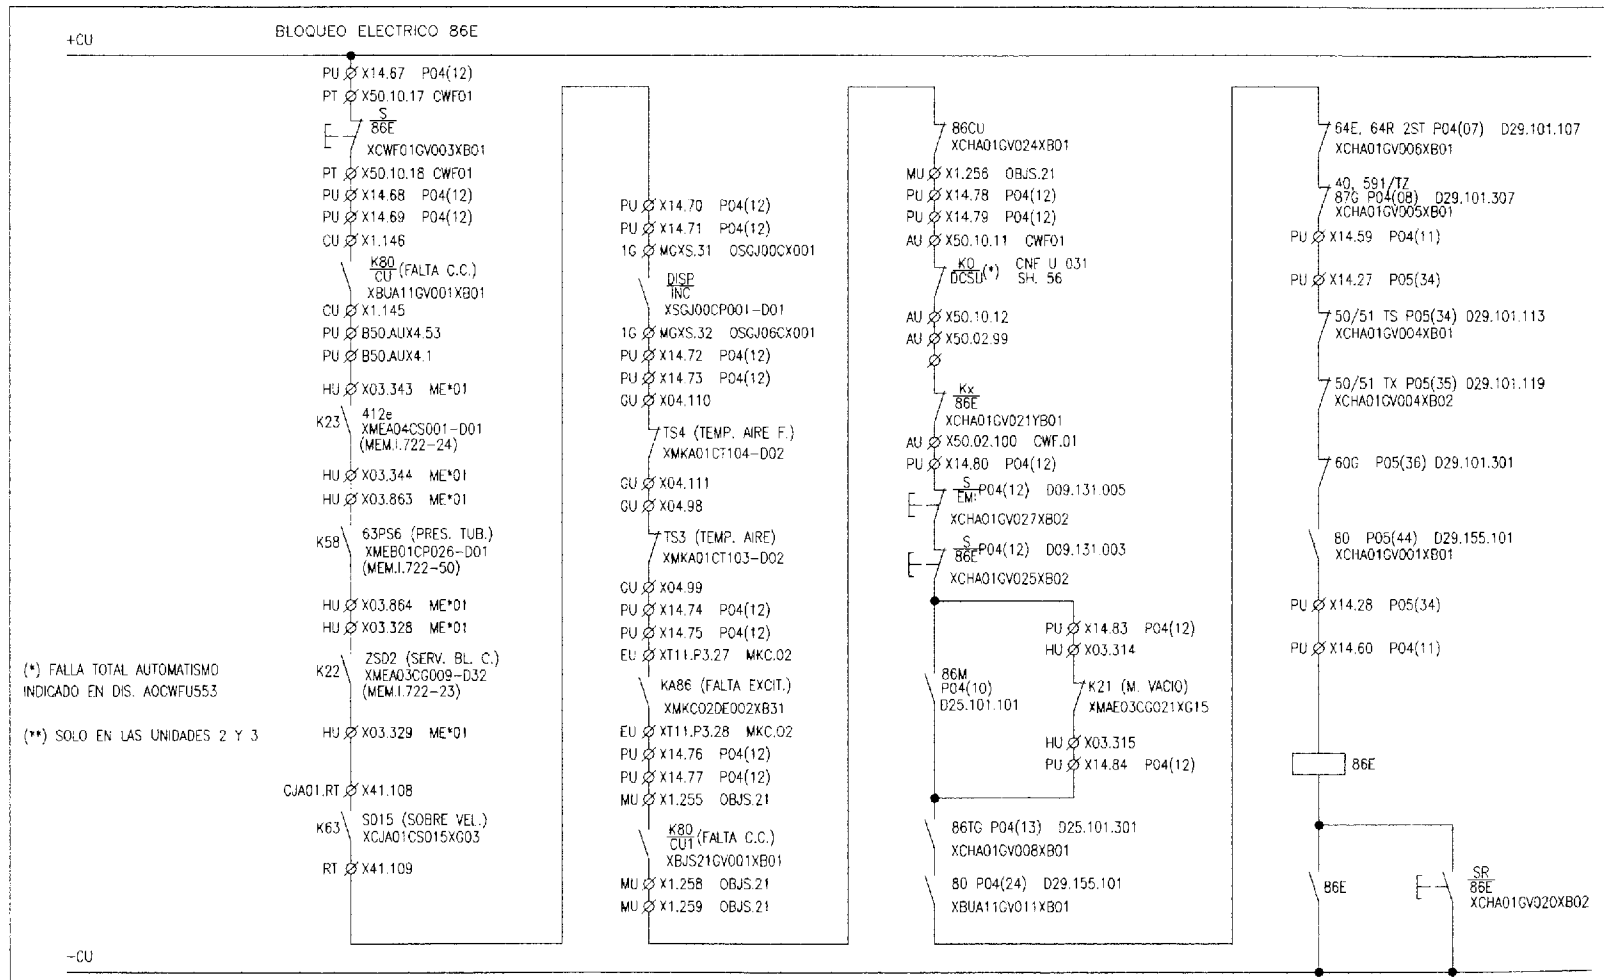 BLOQUEO ELECTRICO 86E
+CU
PU X14.67 P04(12)
PT X50.10.17 CWF01
S
86E
XCWF01GV003XB01
PT X50.10.18 CWF01
PU X14.68 P04(12)
PU X14.69 P04(12)
CU X1.146
K80
CU (FALTA C.C.)
XBUA11GV001XB01
CU X1.145
PU B50.AUX4.53
PU B50.AUX4.1
HU X03.343 ME*01
K23
412e
XMEA04CS001-D01
(MEM.I.722-24)
HU X03.344 ME*01
HU X03.863 ME*01
K58
63PS6 (PRES. TUB.)
XMEB01CP026-D01
(MEM.I.722-50)
HU X03.864 ME*01
HU X03.328 ME*01
K22
ZSD2 (SERV. BL. C.)
XMEA03CG009-D32
(MEM.I.722-23)
HU X03.329 ME*01
CJA01.RT X41.108
K63
SD15 (SOBRE VEL.)
XCJA01CS015XG03
RT X41.109
(*) FALLA TOTAL AUTOMATISMO
INDICADO EN DIS. AOCWFU553
(**) SOLO EN LAS UNIDADES 2 Y 3
-CU
PU X14.70 P04(12)
PU X14.71 P04(12)
1G MGXS.31 OSGJ00CX001
DISP
INC
XSGJ00CP001-D01
1G MGXS.32 OSGJ06CX001
PU X14.72 P04(12)
PU X14.73 P04(12)
GU X04.110
TS4 (TEMP. AIRE F.)
XMKA01CT104-D02
GU X04.111
GU X04.98
TS3 (TEMP. AIRE)
XMKA01CT103-D02
GU X04.99
PU X14.74 P04(12)
PU X14.75 P04(12)
EU XT11.P3.27 MKC.02
KA86 (FALTA EXCIT.)
XMKC02DE002XB31
EU XT11.P3.28 MKC.02
PU X14.76 P04(12)
PU X14.77 P04(12)
MU X1.255 OBJS.21
K80
CU1 (FALTA C.C.)
XBJS21GV001XB01
MU X1.258 OBJS.21
MU X1.259 OBJS.21
86CU
XCHA01GV024XB01
MU X1.256 OBJS.21
PU X14.78 P04(12)
PU X14.79 P04(12)
AU X50.10.11 CWF01
K0 (*) CNF U 031
DCSU SH. 56
AU X50.10.12
AU X50.02.99
Kx
86E
XCHA01GV021YB01
AU X50.02.100 CWF.01
PU X14.80 P04(12)
S P04(12) D09.131.005
EMI
XCHA01GV027XB02
S P04(12) D09.131.003
86E
XCHA01GV025XB02
PU X14.83 P04(12)
HU X03.314
86M
P04(10)
D25.101.101
K21 (M. VACIO)
XMAE03CG021XG15
HU X03.315
PU X14.84 P04(12)
86TG P04(13) D25.101.301
XCHA01GV008XB01
80 P04(24) D29.155.101
XBUA11GV011XB01
64E, 64R 2ST P04(07) D29.101.107
XCHA01GV006XB01
40, 591/TZ
87G P04(08) D29.101.307
XCHA01GV005XB01
PU X14.59 P04(11)
PU X14.27 P05(34)
50/51 TS P05(34) D29.101.113
XCHA01GV004XB01
50/51 TX P05(35) D29.101.119
XCHA01GV004XB02
60G P05(36) D29.101.301
80 P05(44) D29.155.101
XCHA01GV001XB01
PU X14.28 P05(34)
PU X14.60 P04(11)
86E
86E
SR
86E
XCHA01GV020XB02